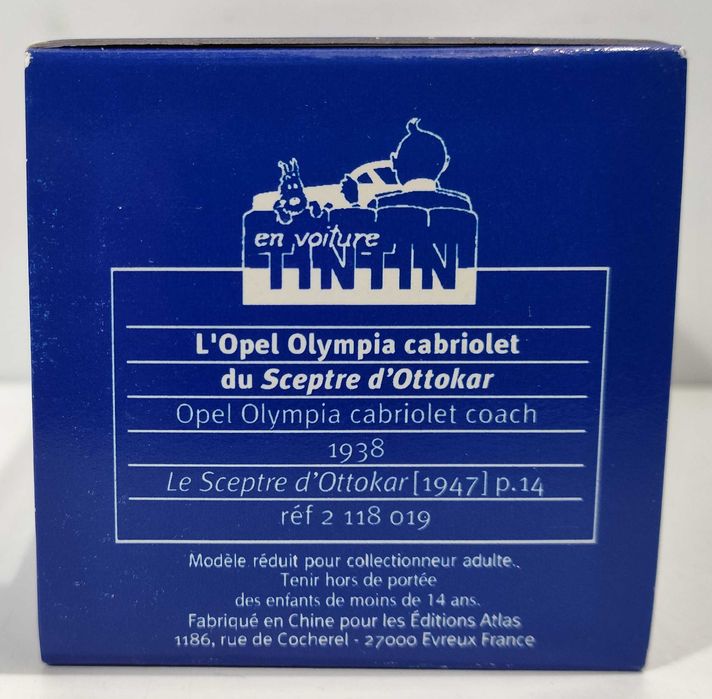 en voiture
TINTIN
L'Opel Olympia cabriolet
du Sceptre d'Ottokar
Opel Olympia cabriolet coach
1938
Le Sceptre d'Ottokar [1947] p.14
réf 2 118 019
Modèle réduit pour collectionneur adulte.
Tenir hors de portée
des enfants de moins de 14 ans.
Fabriqué en Chine pour les Éditions Atlas
1186, rue de Cocherel - 27000 Evreux France